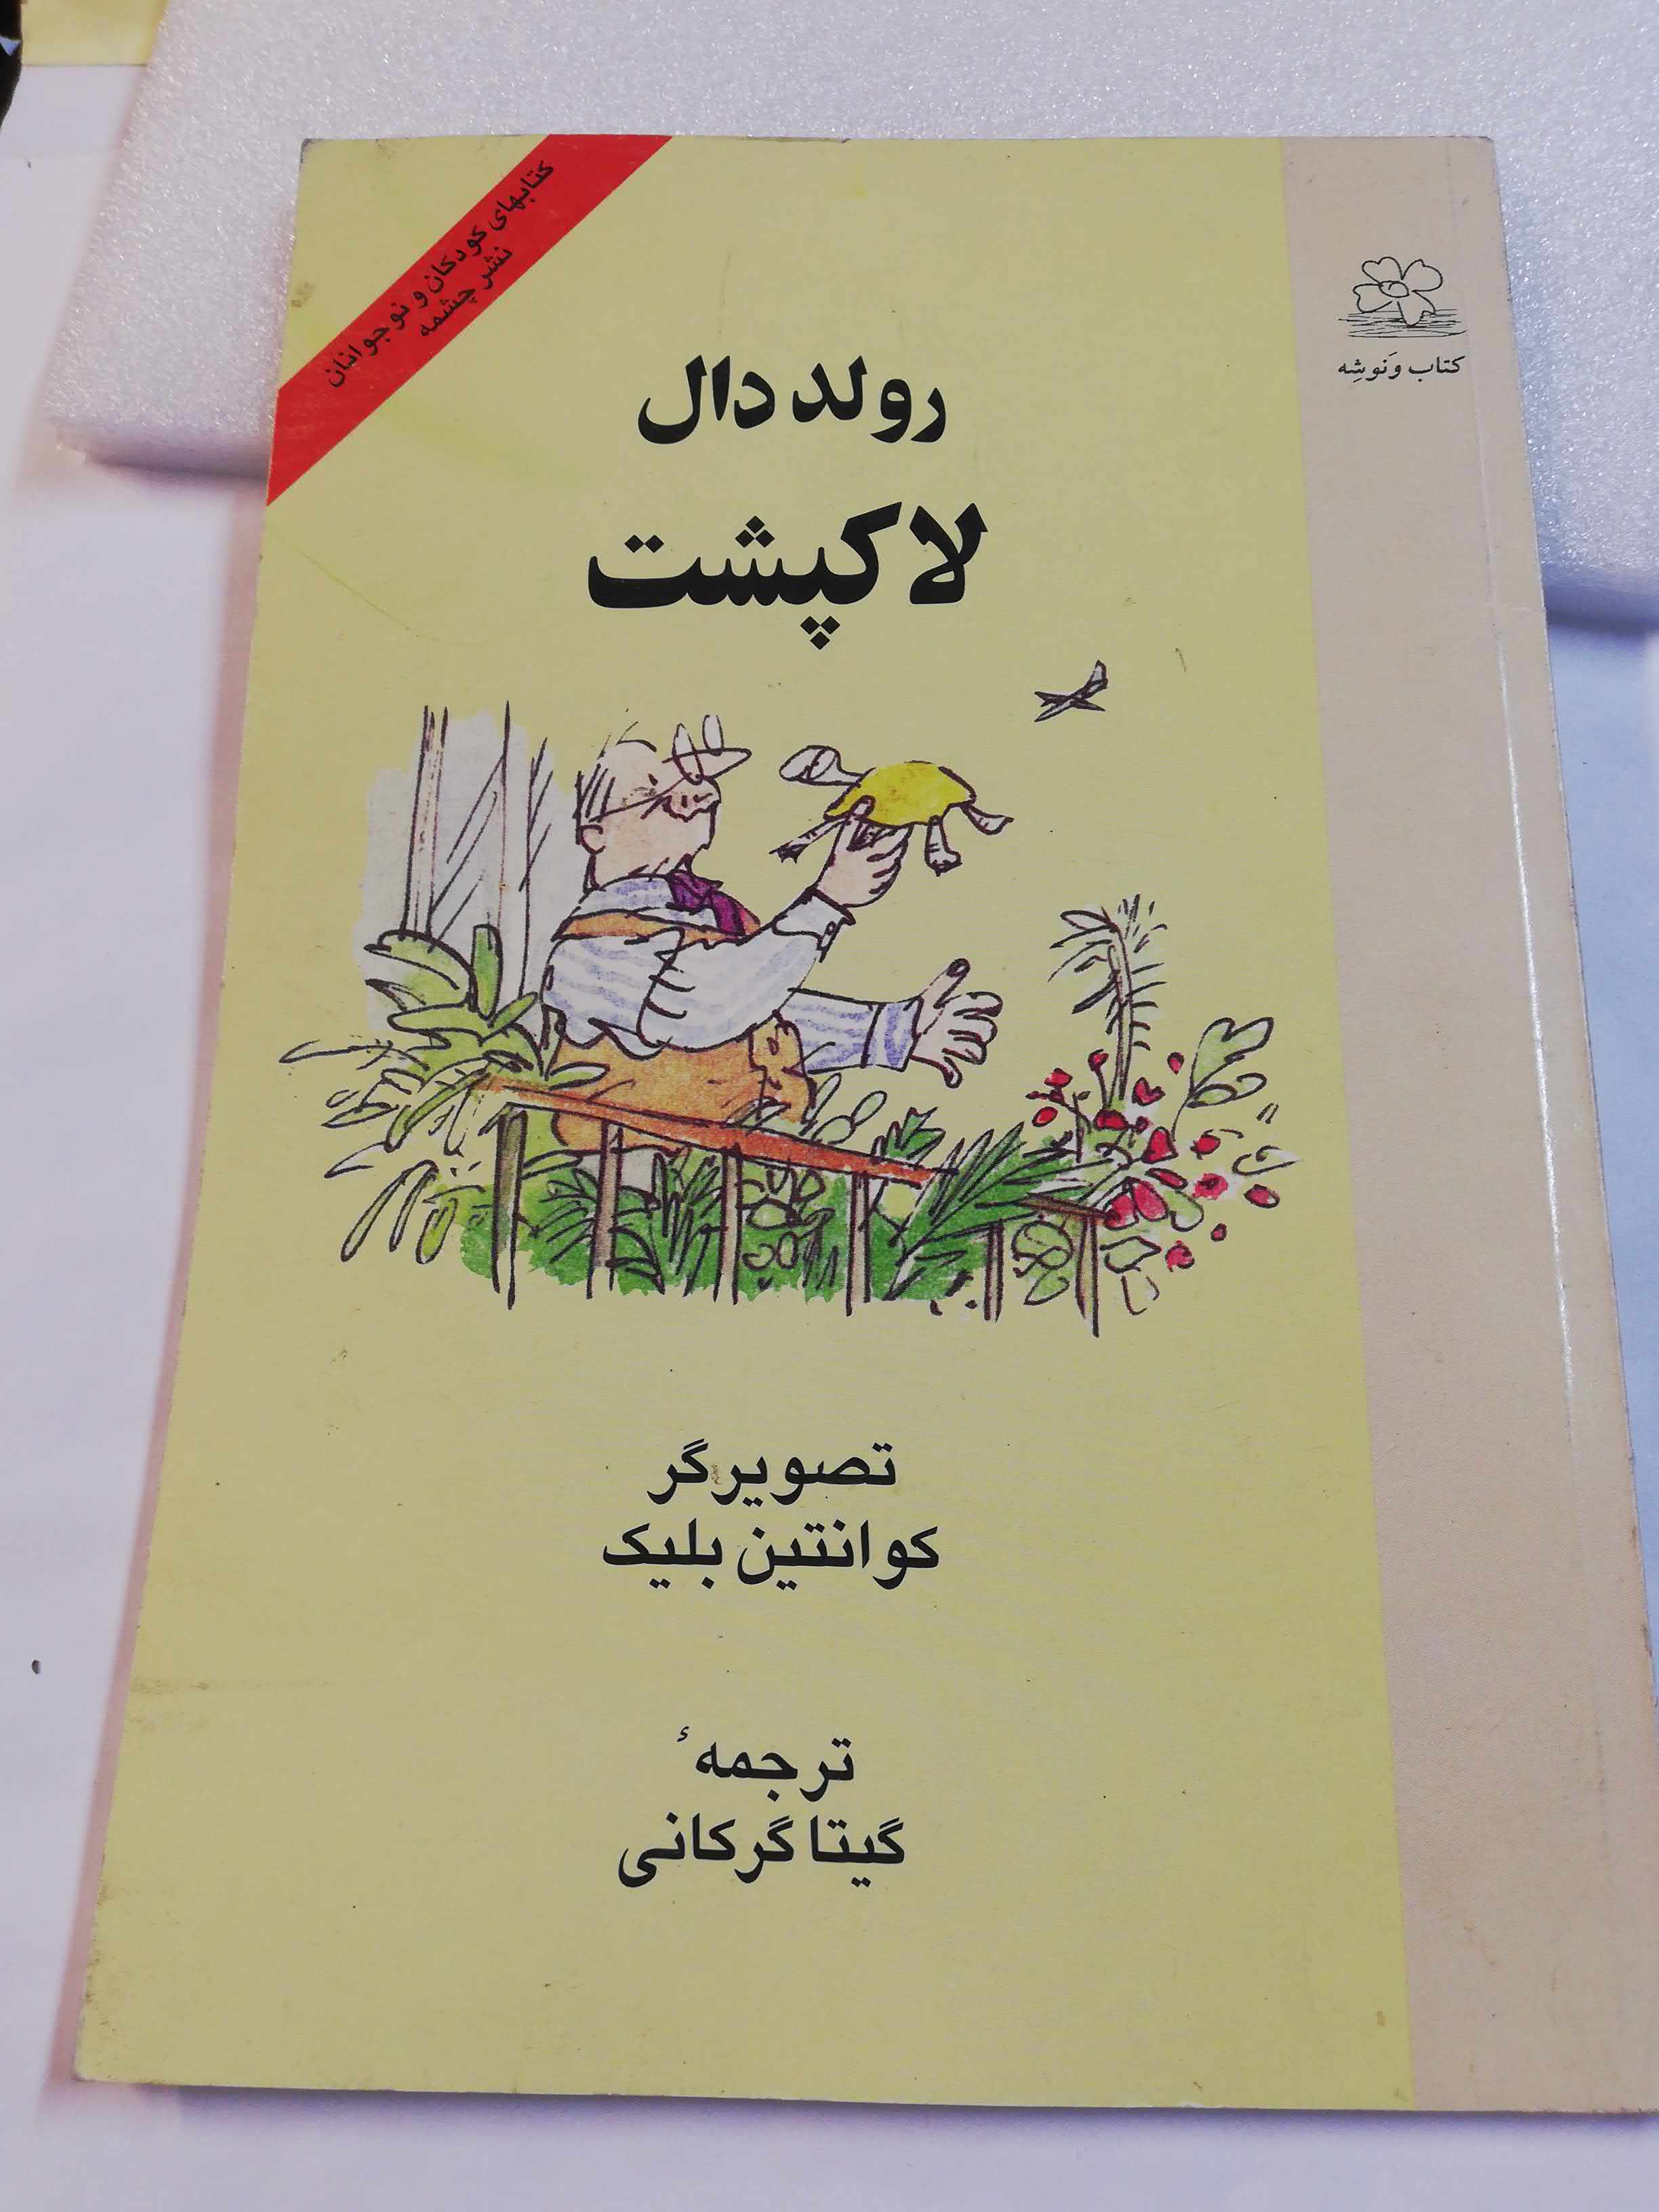 کتابهای کودکان و نوجوانان
نشر چشمه
کتاب وَنوشِه
رولد دال
لاکپشت
تصویرگر
کوانتین بلیک
ترجمهٔ
گیتا گرکانی